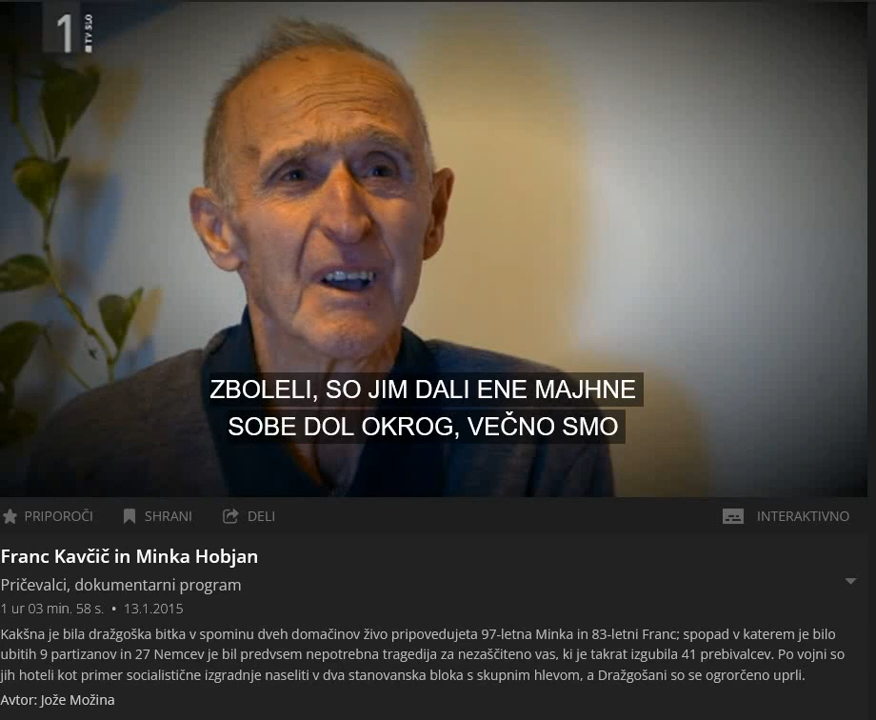 1
TV SLO
ZBOLELI, SO JIM DALI ENE MAJHNE
SOBE DOL OKROG, VEČNO SMO
PRIPOROČI SHRANI DELI INTERAKTIVNO
Franc Kavčič in Minka Hobjan
Pričevalci, dokumentarni program
1 ur 03 min. 58 s. • 13.1.2015
Kakšna je bila dražgoška bitka v spominu dveh domačinov živo pripovedujeta 97-letna Minka in 83-letni Franc; spopad v katerem je bilo
ubitih 9 partizanov in 27 Nemcev je bil predvsem nepotrebna tragedija za nezaščiteno vas, ki je takrat izgubila 41 prebivalcev. Po vojni so
jih hoteli kot primer socialistične izgradnje naseliti v dva stanovanska bloka s skupnim hlevom, a Dražgošani so se ogrorčeno uprli.
Avtor: Jože Možina